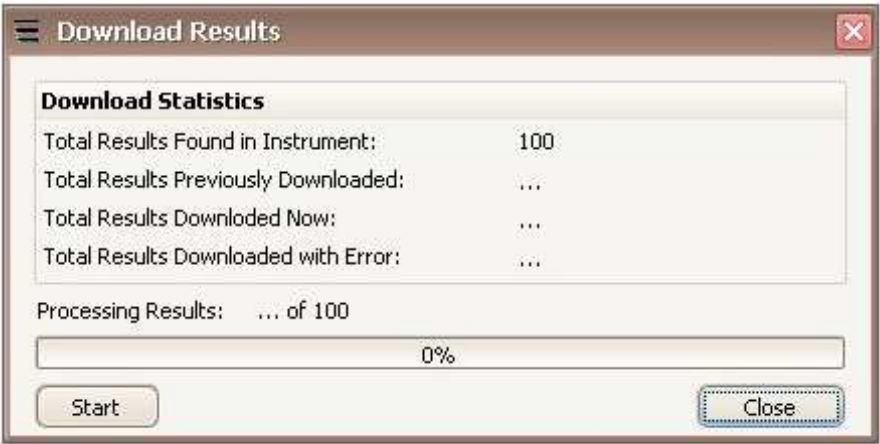 Download Results
Download Statistics
Total Results Found in Instrument: 100
Total Results Previously Downloaded: ...
Total Results Downloded Now: ...
Total Results Downloaded with Error: ...
Processing Results: ... of 100
0%
Start Close